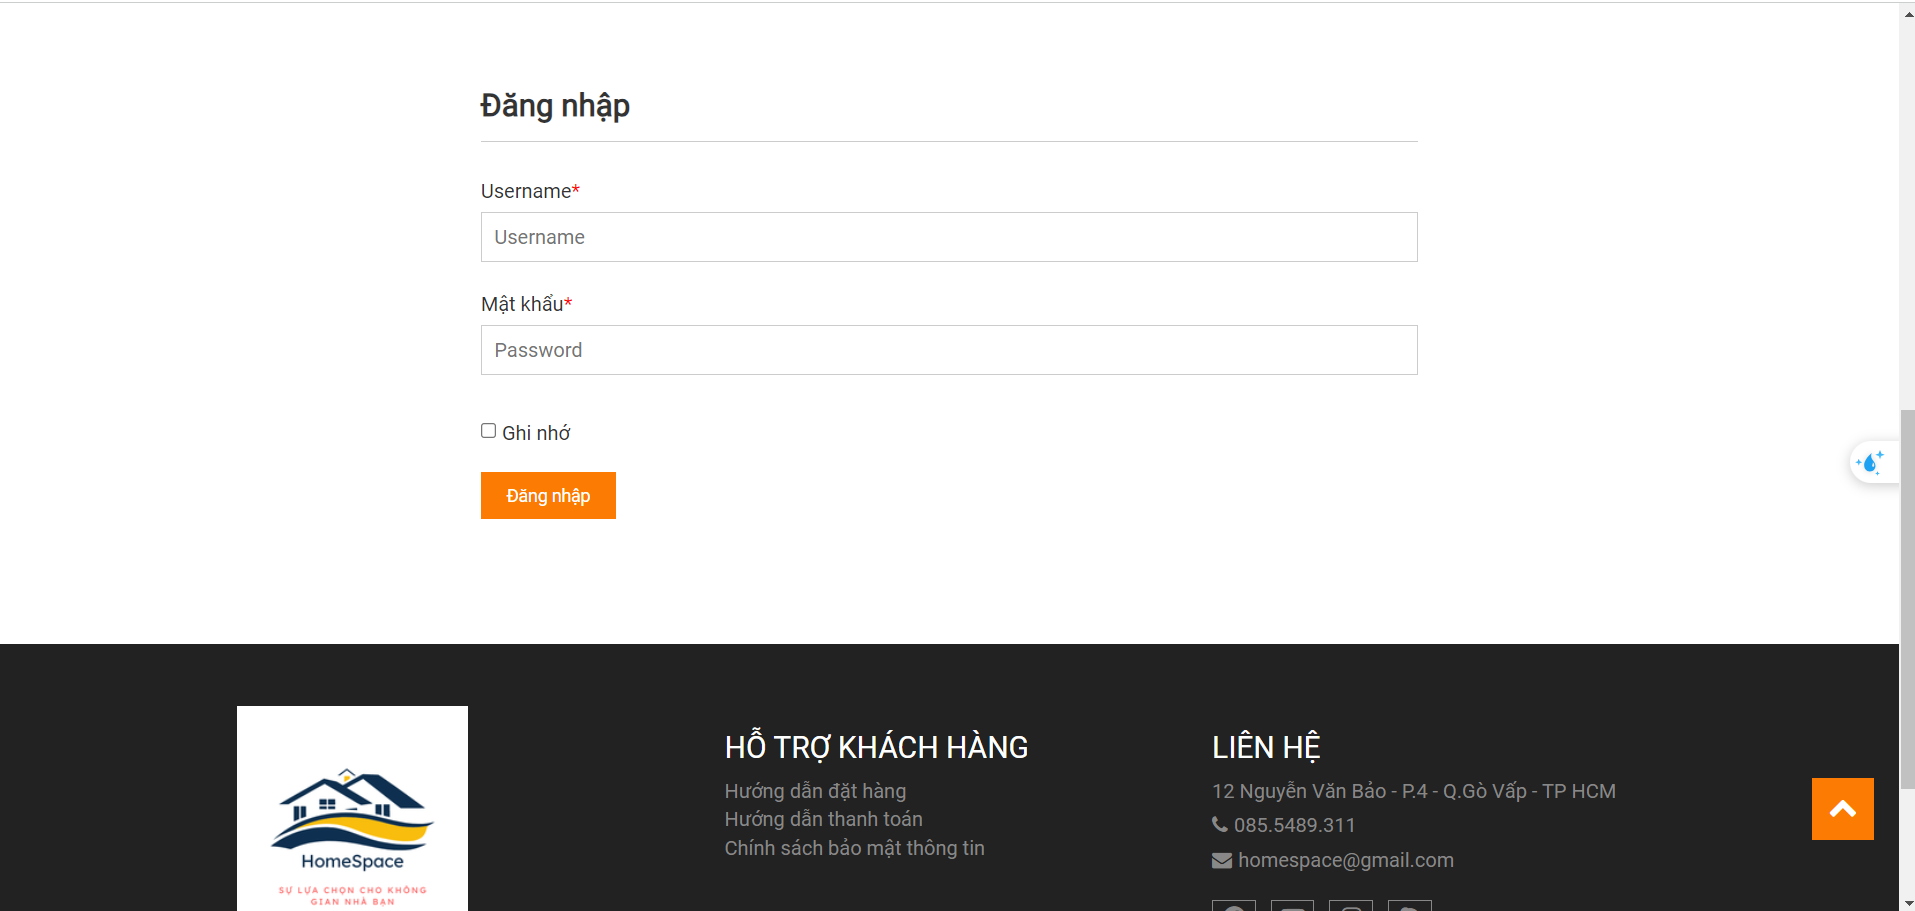 Đăng nhập
Username*
Username
Mật khẩu*
Password
Ghi nhớ
Đăng nhập
HomeSpace
SỰ LỰA CHỌN CHO KHÔNG
GIAN NHÀ BẠN
HỖ TRỢ KHÁCH HÀNG
Hướng dẫn đặt hàng
Hướng dẫn thanh toán
Chính sách bảo mật thông tin
LIÊN HỆ
12 Nguyễn Văn Bảo - P.4 - Q.Gò Vấp - TP HCM
085.5489.311
homespace@gmail.com